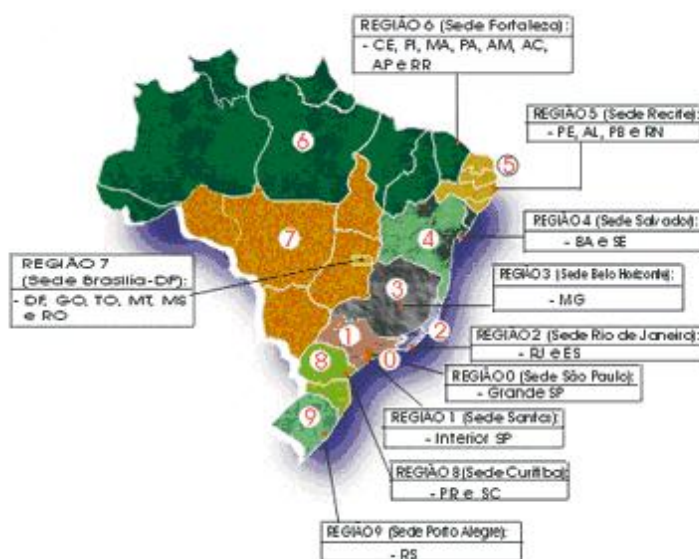 REGIÃO 6 (Sede Fortaleza):
- CE, PI, MA, PA, AM, AC,
AP e RR
REGIÃO 5 (Sede Recife):
- PE, AL, PB e RN
6
5
REGIÃO 4 (Sede Salvador):
- BA e SE
7
4
REGIÃO 7
(Sede Brasília-DF):
- DF, GO, TO, MT, MS
e RO
REGIÃO 3 (Sede Belo Horizonte):
- MG
3
2
REGIÃO 2 (Sede Rio de Janeiro):
- RJ e ES
1
0
8
REGIÃO 0 (Sede São Paulo):
- Grande SP
REGIÃO 1 (Sede Santos):
- Interior SP
9
REGIÃO 8 (Sede Curitiba):
- PR e SC
REGIÃO 9 (Sede Porto Alegre):
- RS